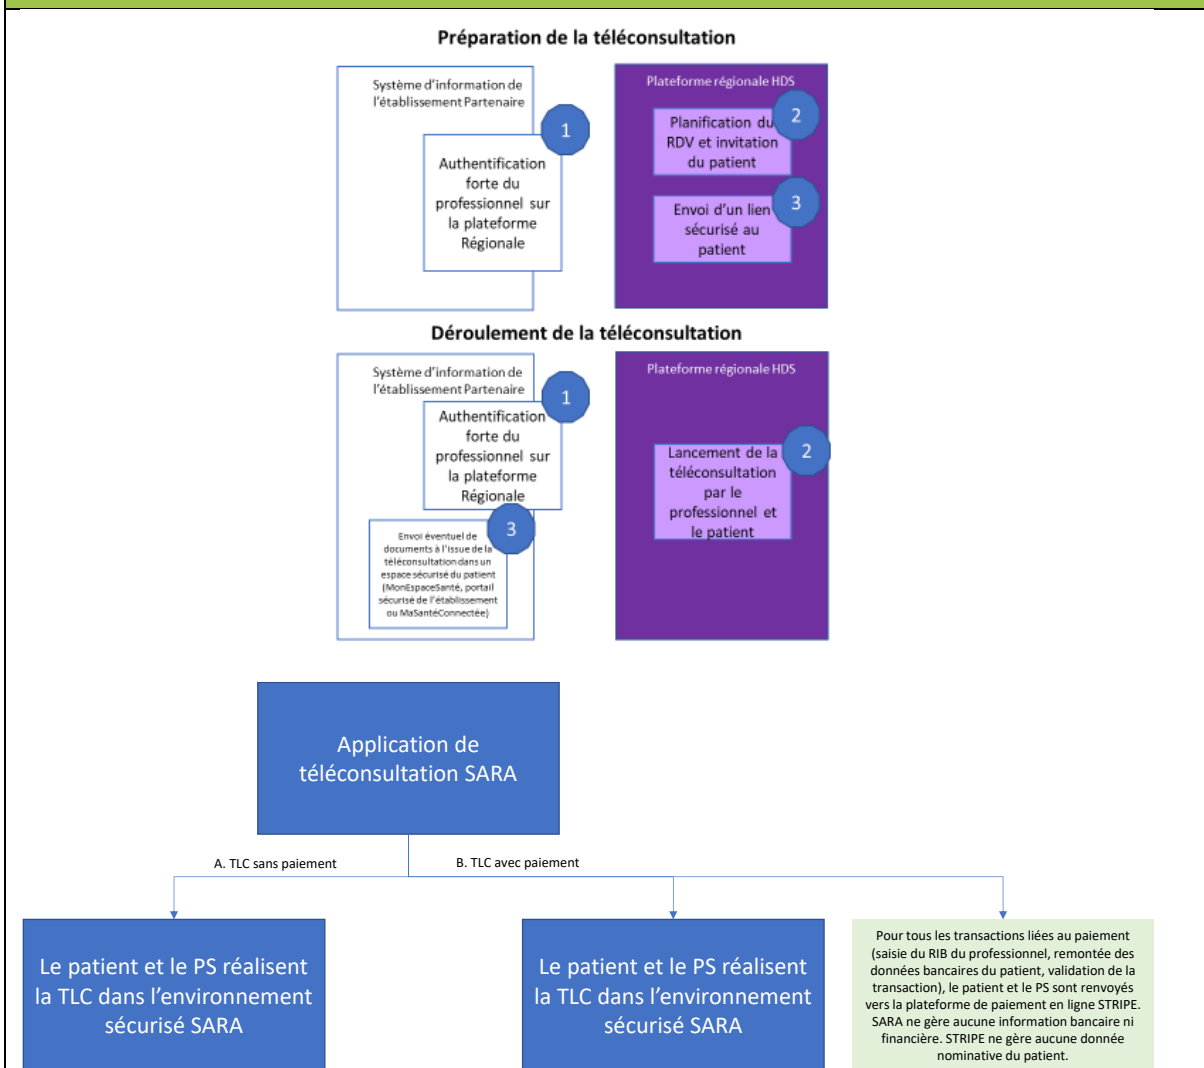 Préparation de la téléconsultation
Système d'information de
l'établissement Partenaire
1
Authentification
forte du
professionnel sur
la plateforme
Régionale
Plateforme régionale HDS
2
Planification du
RDV et invitation
du patient
3
Envoi d'un lien
sécurisé au
patient
Déroulement de la téléconsultation
Système d'information de
l'établissement Partenaire
1
Authentification
forte du
professionnel sur
la plateforme
Régionale
3
Envoi éventuel de
documents à l'issue de la
téléconsultation dans un
espace sécurisé du patient
(MonEspaceSanté, portail
sécurisé de l'établissement
ou MaSantéConnectée)
Plateforme régionale HDS
2
Lancement de la
téléconsultation
par le
professionnel et
le patient
Application de
téléconsultation SARA
A. TLC sans paiement
B. TLC avec paiement
Le patient et le PS réalisent
la TLC dans l'environnement
sécurisé SARA
Le patient et le PS réalisent
la TLC dans l'environnement
sécurisé SARA
Pour tous les transactions liées au paiement
(saisie du RIB du professionnel, remontée des
données bancaires du patient, validation de la
transaction), le patient et le PS sont renvoyés
vers la plateforme de paiement en ligne STRIPE.
SARA ne gère aucune information bancaire ni
financière. STRIPE ne gère aucune donnée
nominative du patient.